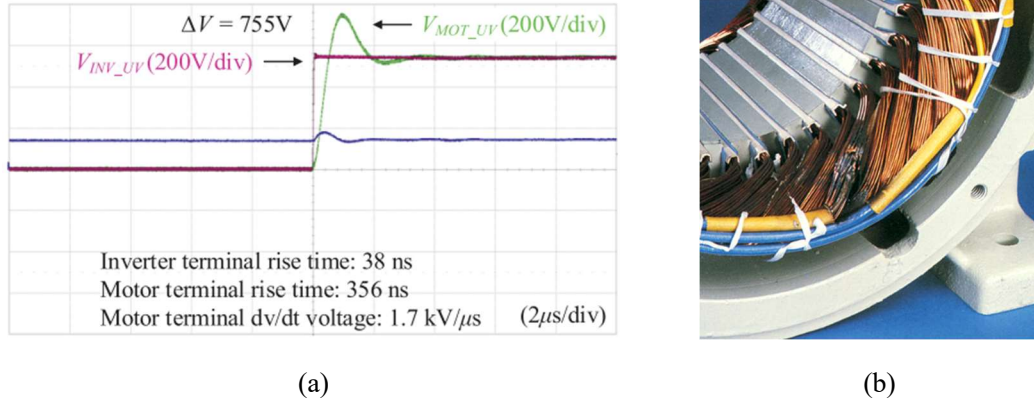 ΔV = 755V
V_MOT_UV (200V/div)
V_INV_UV (200V/div)
Inverter terminal rise time: 38 ns
Motor terminal rise time: 356 ns
Motor terminal dv/dt voltage: 1.7 kV/μs (2μs/div)
(a) (b)